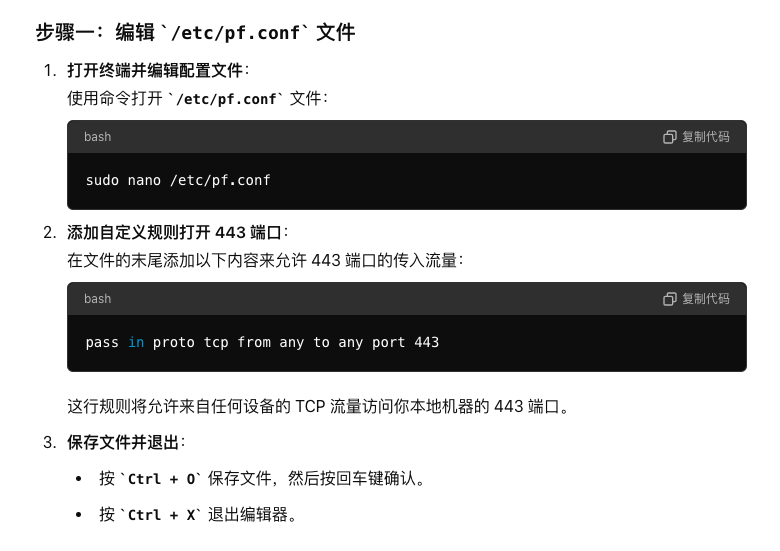 步骤一：编辑 `/etc/pf.conf` 文件
1. 打开终端并编辑配置文件：
使用命令打开 `/etc/pf.conf` 文件：
bash
复制代码
sudo nano /etc/pf.conf
2. 添加自定义规则打开 443 端口：
在文件的末尾添加以下内容来允许 443 端口的传入流量：
bash
复制代码
pass in proto tcp from any to any port 443
这行规则将允许来自任何设备的 TCP 流量访问你本地机器的 443 端口。
3. 保存文件并退出：
• 按 `Ctrl + O` 保存文件，然后按回车键确认。
• 按 `Ctrl + X` 退出编辑器。